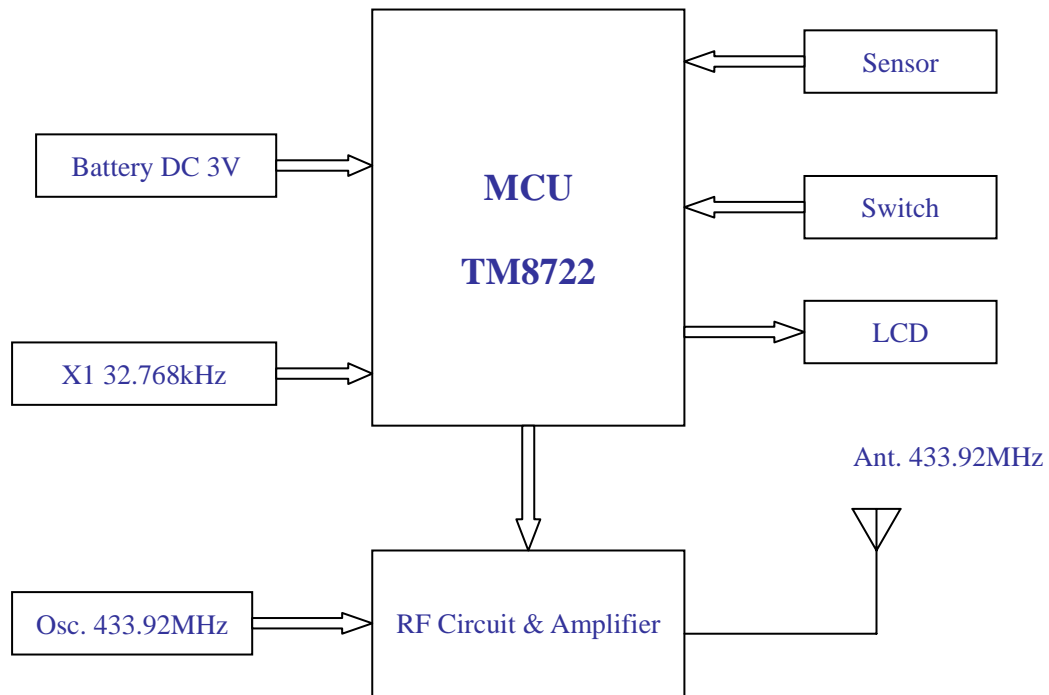 Sensor
Battery DC 3V
MCU
TM8722
Switch
LCD
X1 32.768kHz
Ant. 433.92MHz
Osc. 433.92MHz
RF Circuit & Amplifier